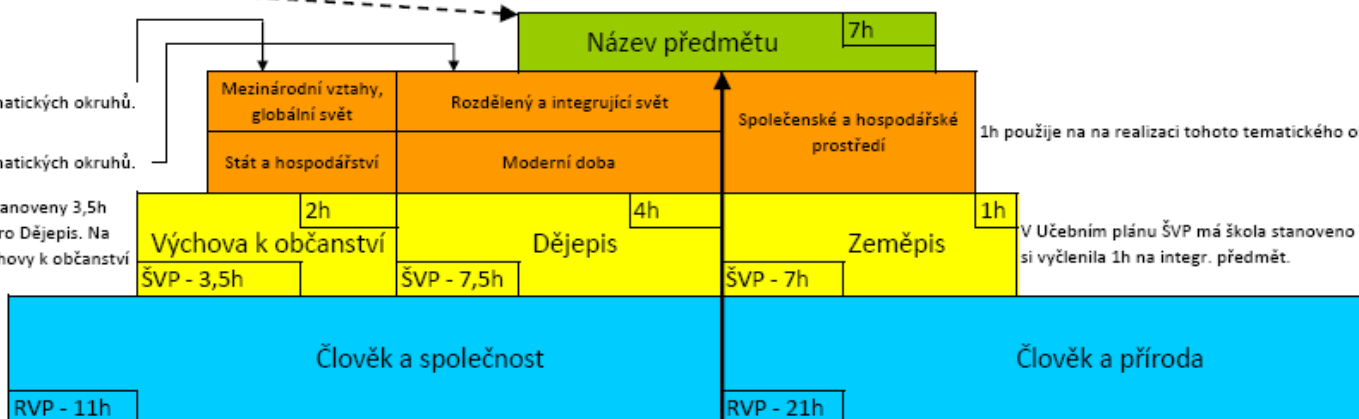 Název předmětu
7h
Mezinárodní vztahy,
globální svět
Rozdělený a integrující svět
Společenské a hospodářské
prostředí
Stát a hospodářství
Moderní doba
matických okruhů.
matických okruhů.
1h použije na na realizaci tohoto tematického o
anoveny 3,5h
ro Dějepis. Na
hovy k občanství
2h
Výchova k občanství
ŠVP - 3,5h
4h
Dějepis
ŠVP - 7,5h
1h
Zeměpis
ŠVP - 7h
V Učebním plánu ŠVP má škola stanoveno
si vyčlenila 1h na integr. předmět.
Člověk a společnost
RVP - 11h
Člověk a příroda
RVP - 21h